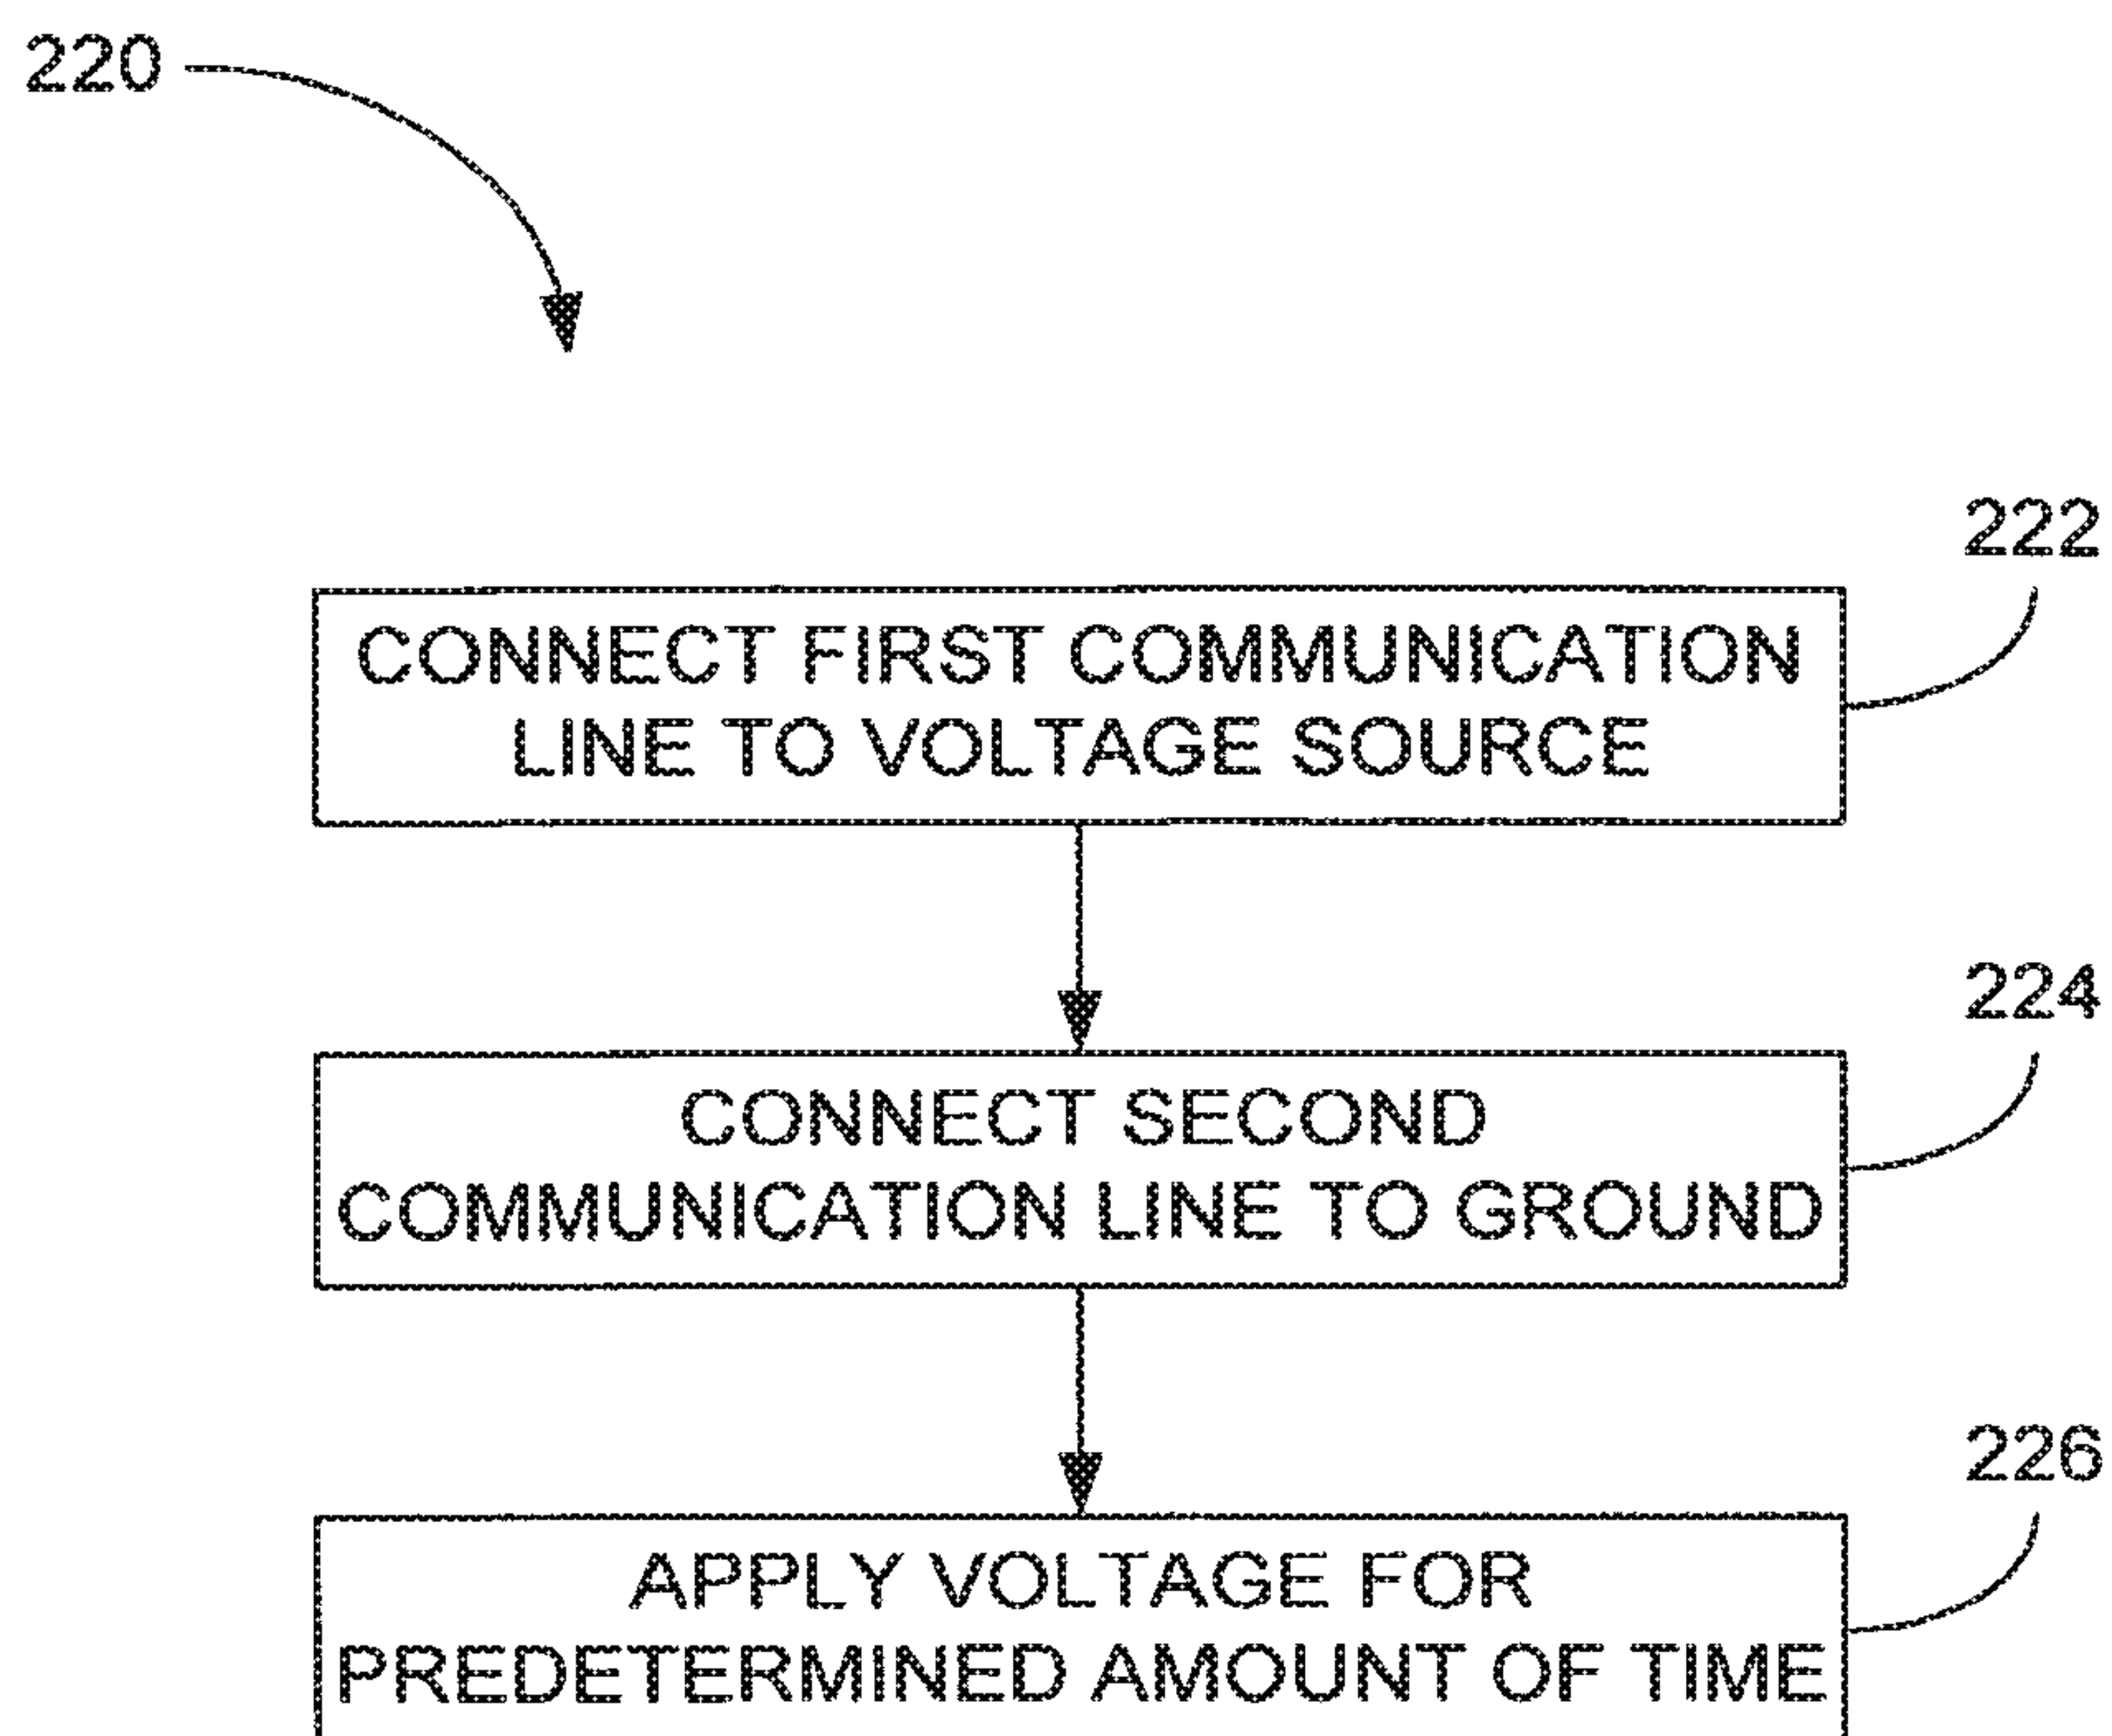 220
222
CONNECT FIRST COMMUNICATION
LINE TO VOLTAGE SOURCE
224
CONNECT SECOND
COMMUNICATION LINE TO GROUND
226
APPLY VOLTAGE FOR
PREDETERMINED AMOUNT OF TIME